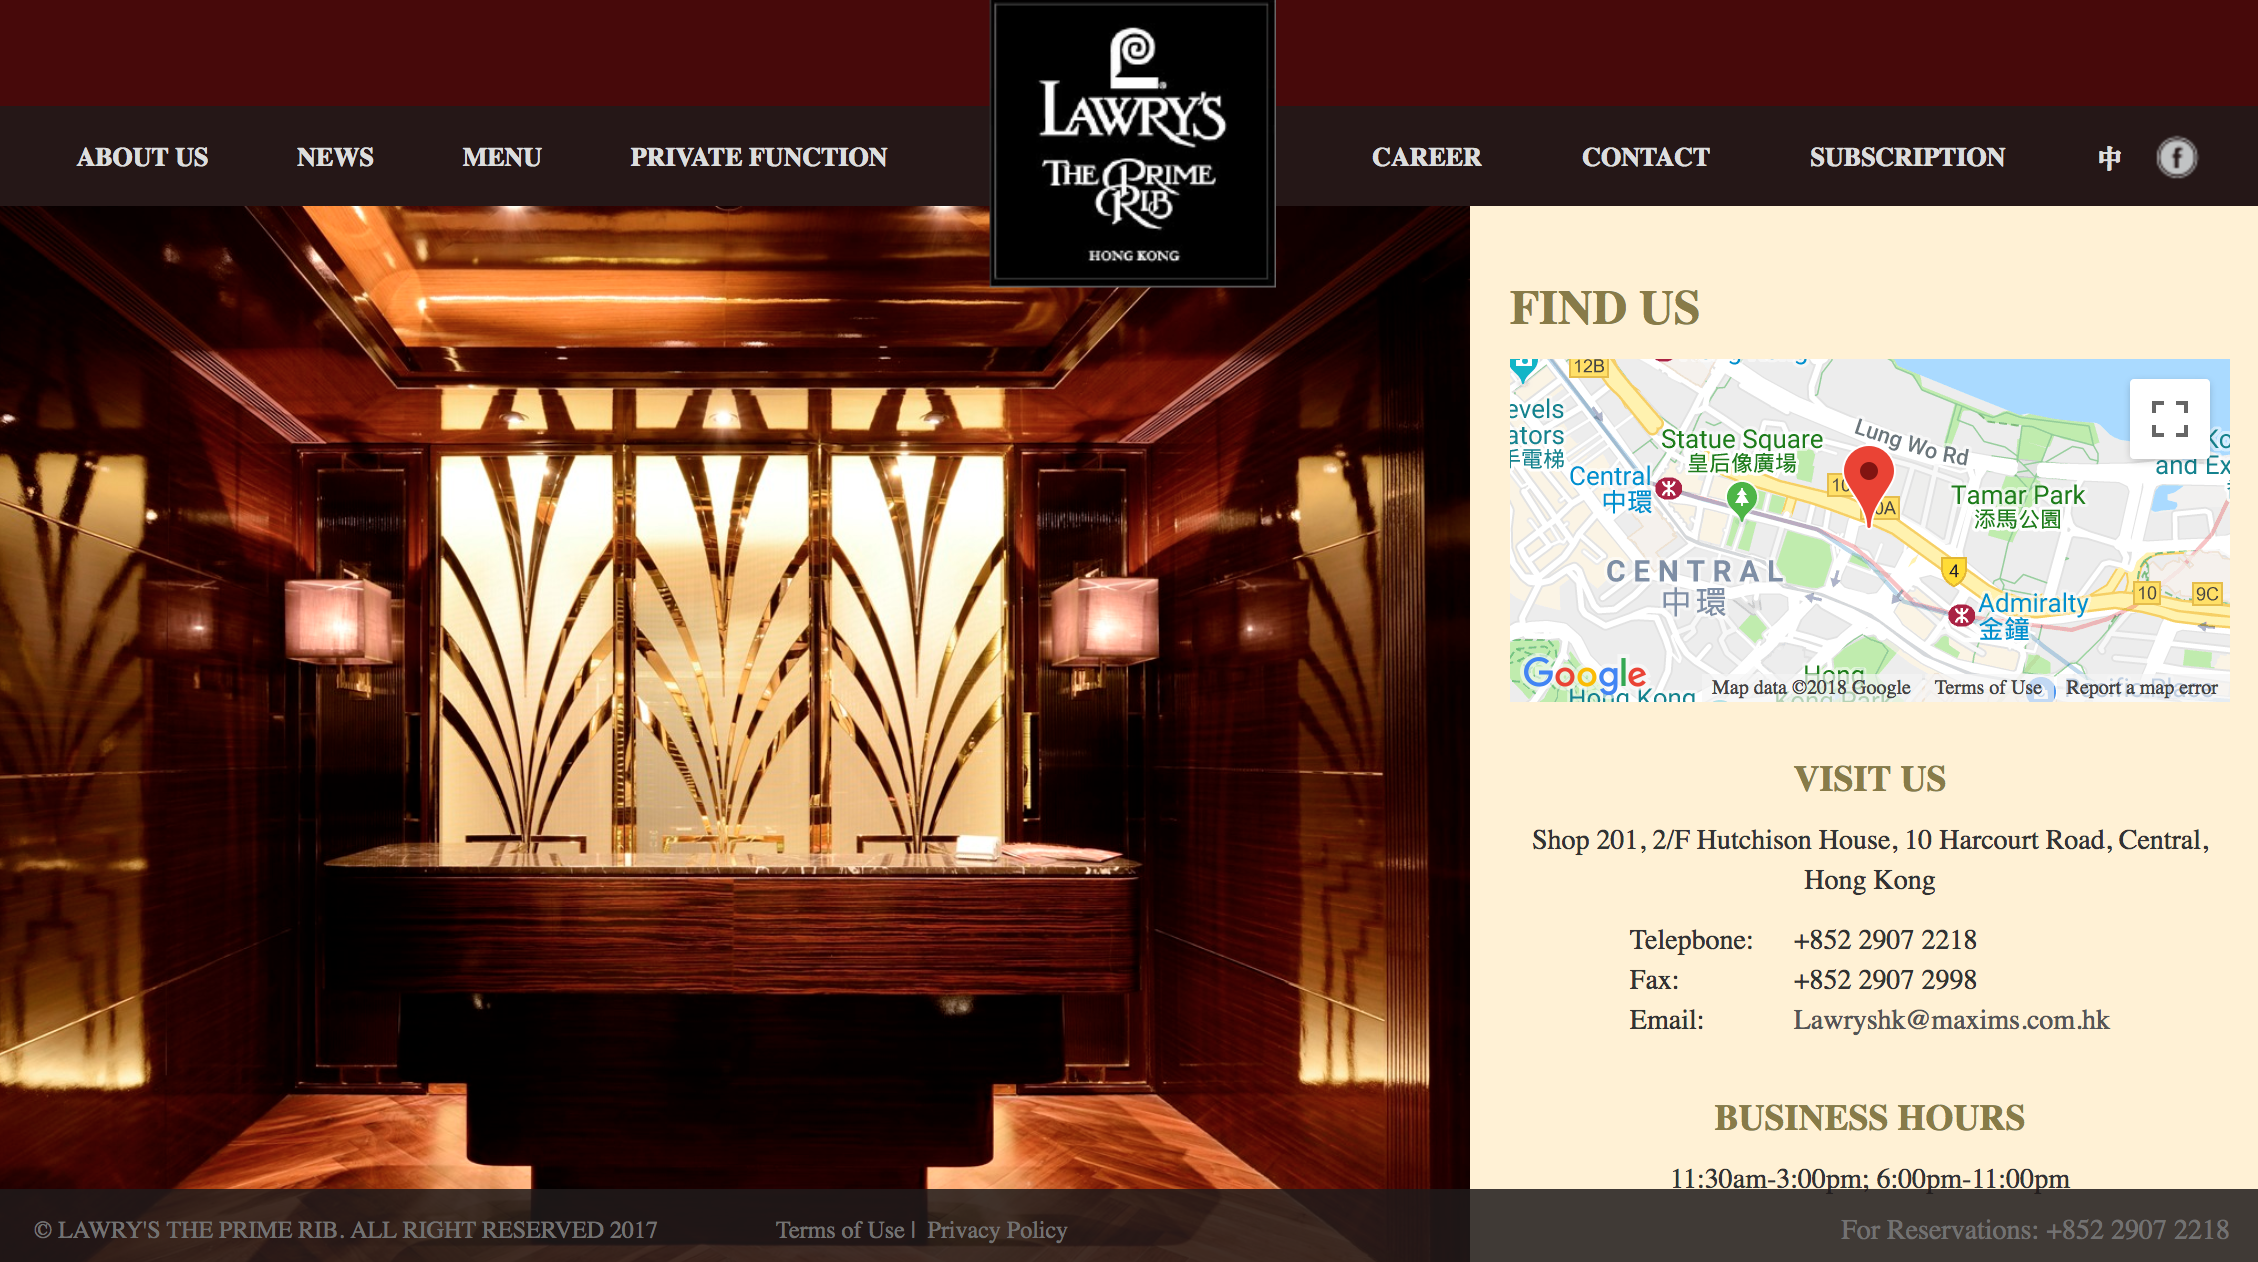 LAWRY'S
THE PRIME
RIB
HONG KONG
ABOUT US
NEWS
MENU
PRIVATE FUNCTION
CAREER
CONTACT
SUBSCRIPTION
中
f
FIND US
12B
evels
ators
手電梯
Statue Square
皇后像廣場
Lung Wo Rd
and Ex
Central
中環
10A
Tamar Park
添馬公園
CENTRAL
中環
4
10
9C
Admiralty
金鐘
Hong
Google
Hong Kong
Map data ©2018 Google
Terms of Use
Report a map error
VISIT US
Shop 201, 2/F Hutchison House, 10 Harcourt Road, Central,
Hong Kong
Telepbone: +852 2907 2218
Fax: +852 2907 2998
Email: Lawryshk@maxims.com.hk
BUSINESS HOURS
11:30am-3:00pm; 6:00pm-11:00pm
© LAWRY'S THE PRIME RIB. ALL RIGHT RESERVED 2017
Terms of Use | Privacy Policy
For Reservations: +852 2907 2218